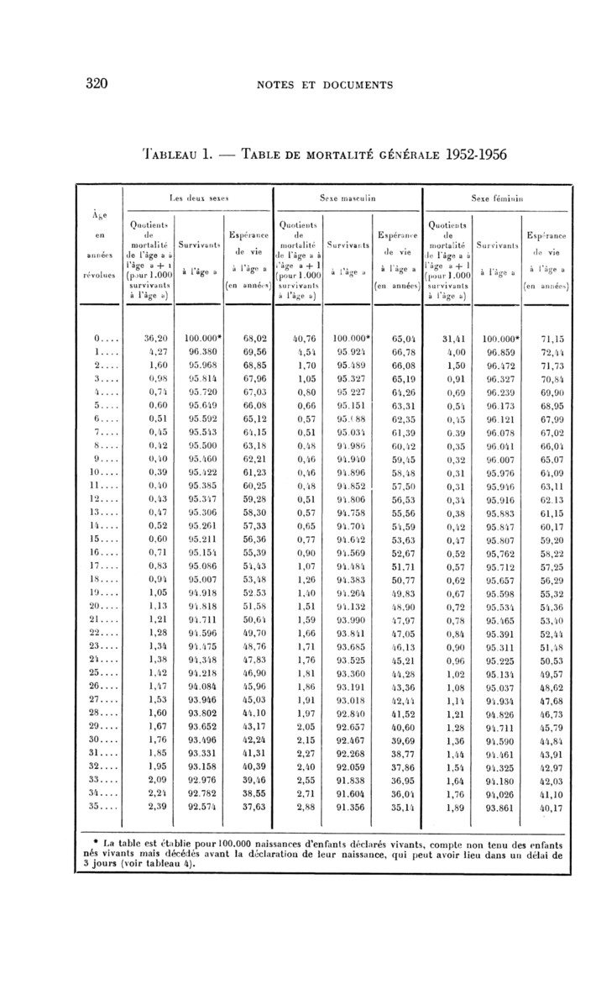 320 NOTES ET DOCUMENTS
TABLEAU 1. — TABLE DE MORTALITÉ GÉNÉRALE 1952-1956
Âge en années révolues | Les deux sexes | Sexe masculin | Sexe féminin
Quotients de mortalité de l'âge a à l'âge a + 1 (pour 1.000 survivants à l'âge a) | Survivants à l'âge a | Espérance de vie à l'âge a (en années) | Quotients de mortalité de l'âge a à l'âge a + 1 (pour 1.000 survivants à l'âge a) | Survivants à l'âge a | Espérance de vie à l'âge a (en années) | Quotients de mortalité de l'âge a à l'âge a + 1 (pour 1.000 survivants à l'âge a) | Survivants à l'âge a | Espérance de vie à l'âge a (en années)
0.... 36,20 100.000* 68,02 40,76 100.000* 65,04 31,41 100.000* 71,15
1.... 4,27 96.380 69,56 4,54 95.924 66,78 4,00 96.859 72,44
2.... 1,60 95.968 68,85 1,70 95.489 66,08 1,50 96.472 71,73
3.... 0,98 95.814 67,96 1,05 95.327 65,19 0,91 96.327 70,84
4.... 0,74 95.720 67,03 0,80 95 227 64,26 0,69 96.239 69,90
5.... 0,60 95.649 66,08 0,66 95.151 63,31 0,54 96.173 68,95
6.... 0,51 95.592 65,12 0,57 95.( 88 62,35 0,45 96.121 67,99
7.... 0,45 95.543 64,15 0,51 95.034 61,39 0.39 96.078 67,02
8.... 0,42 95.500 63,18 0,48 94.986 60,42 0,35 96.041 66,04
9.... 0,40 95.460 62,21 0,46 94.940 59,45 0,32 96.007 65,07
10.... 0,39 95.422 61,23 0,46 94.896 58,48 0,31 95.976 64,09
11.... 0,40 95.385 60,25 0,48 94.852 57,50 0,31 95.946 63,11
12.... 0,43 95.347 59,28 0,51 94.806 56,53 0,34 95.916 62.13
13.... 0,47 95.306 58,30 0,57 94.758 55,56 0,38 95.883 61,15
14.... 0,52 95.261 57,33 0,65 94.704 54,59 0,42 95.847 60,17
15.... 0,60 95.211 56,36 0,77 94.642 53,63 0,47 95.807 59,20
16.... 0,71 95.154 55,39 0,90 94.569 52,67 0,52 95,762 58,22
17.... 0,83 95.086 54,43 1,07 94.484 51,71 0,57 95.712 57,25
18.... 0,94 95.007 53,48 1,26 94.383 50,77 0,62 95.657 56,29
19.... 1,05 94.918 52.53 1,40 94.264 49,83 0,67 95.598 55,32
20.... 1,13 94.818 51,58 1,51 94.132 48,90 0,72 95.534 54,36
21.... 1,21 94.711 50,64 1,59 93.990 47,97 0,78 95.465 53,40
22.... 1,28 94.596 49,70 1,66 93.841 47,05 0,84 95.391 52,44
23.... 1,34 94.475 48,76 1,71 93.685 46,13 0,90 95.311 51,48
24.... 1,38 94,348 47,83 1,76 93.525 45,21 0,96 95.225 50,53
25.... 1,42 94.218 46,90 1,81 93.360 44,28 1,02 95.134 49,57
26.... 1,47 94.084 45,96 1,86 93.191 43,36 1,08 95.037 48,62
27.... 1,53 93.946 45,03 1,91 93.018 42,44 1,14 94.934 47,68
28.... 1,60 93.802 44,10 1,97 92.840 41,52 1,21 94.826 46,73
29.... 1,67 93.652 43,17 2,05 92.657 40,60 1,28 94.711 45,79
30.... 1,76 93.496 42,24 2,15 92.467 39,69 1,36 94.590 44,84
31.... 1,85 93.331 41,31 2,27 92.268 38,77 1,44 94.461 43,91
32.... 1,95 93.158 40,39 2,40 92.059 37,86 1,54 94.325 42,97
33.... 2,09 92.976 39,46 2,55 91.838 36,95 1,64 94.180 42,03
34.... 2,24 92.782 38,55 2,71 91.604 36,04 1,76 94,026 41,10
35.... 2,39 92.574 37,63 2,88 91.356 35,14 1,89 93.861 40,17
* La table est établie pour 100.000 naissances d'enfants déclarés vivants, compte non tenu des enfants
nés vivants mais décédés avant la déclaration de leur naissance, qui peut avoir lieu dans un délai de
3 jours (voir tableau 4).